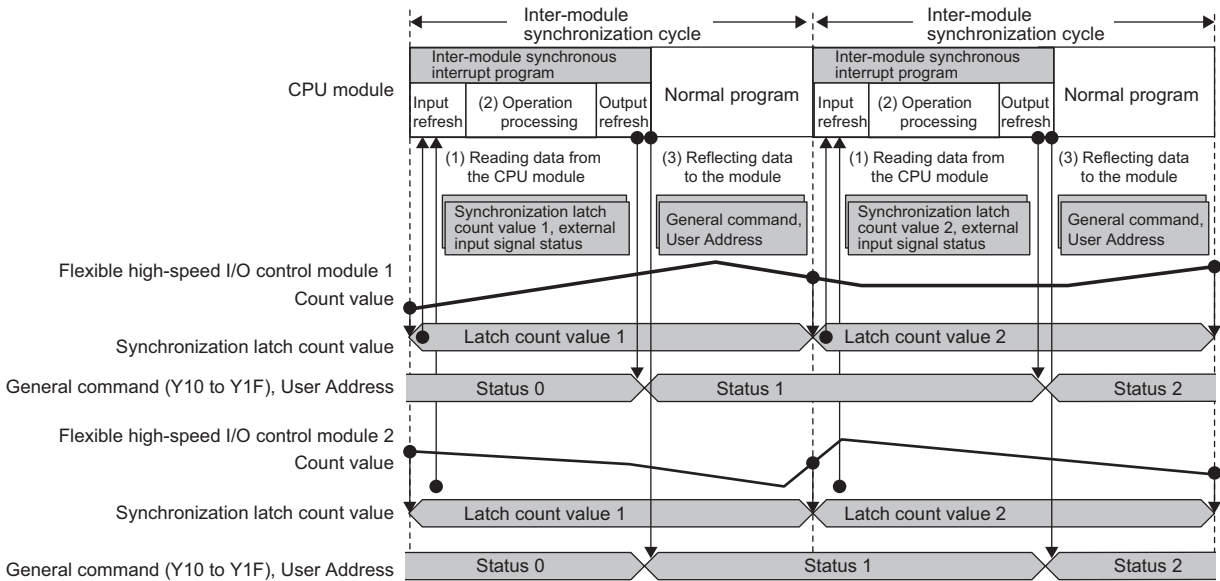 Inter-module
synchronization cycle
Inter-module
synchronization cycle
CPU module
Inter-module synchronous
interrupt program
Input
refresh
(2) Operation
processing
Output
refresh
Normal program
Inter-module synchronous
interrupt program
Input
refresh
(2) Operation
processing
Output
refresh
Normal program
(1) Reading data from
the CPU module
(3) Reflecting data
to the module
(1) Reading data from
the CPU module
(3) Reflecting data
to the module
Synchronization latch
count value 1, external
input signal status
General command,
User Address
Synchronization latch
count value 2, external
input signal status
General command,
User Address
Flexible high-speed I/O control module 1
Count value
Synchronization latch count value
Latch count value 1
Latch count value 2
General command (Y10 to Y1F), User Address
Status 0
Status 1
Status 2
Flexible high-speed I/O control module 2
Count value
Synchronization latch count value
Latch count value 1
Latch count value 2
General command (Y10 to Y1F), User Address
Status 0
Status 1
Status 2